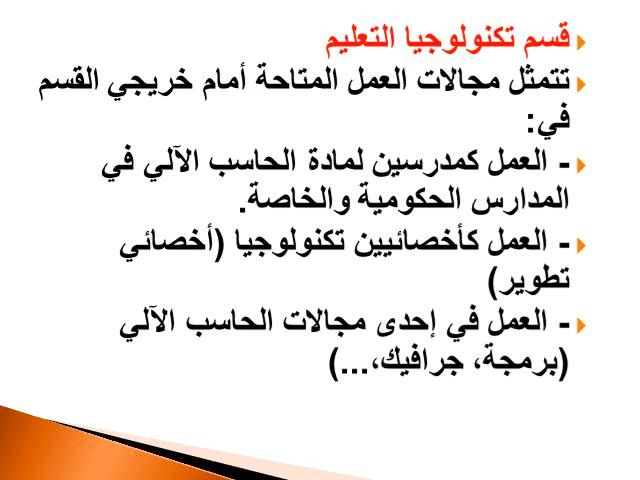 قسم تكنولوجيا التعليم
تتمثل مجالات العمل المتاحة أمام خريجي القسم
في:
- العمل كمدرسين لمادة الحاسب الآلي في
المدارس الحكومية والخاصة.
- العمل كأخصائيين تكنولوجيا (أخصائي
تطوير)
- العمل في إحدى مجالات الحاسب الآلي
(برمجة، جرافيك،...)